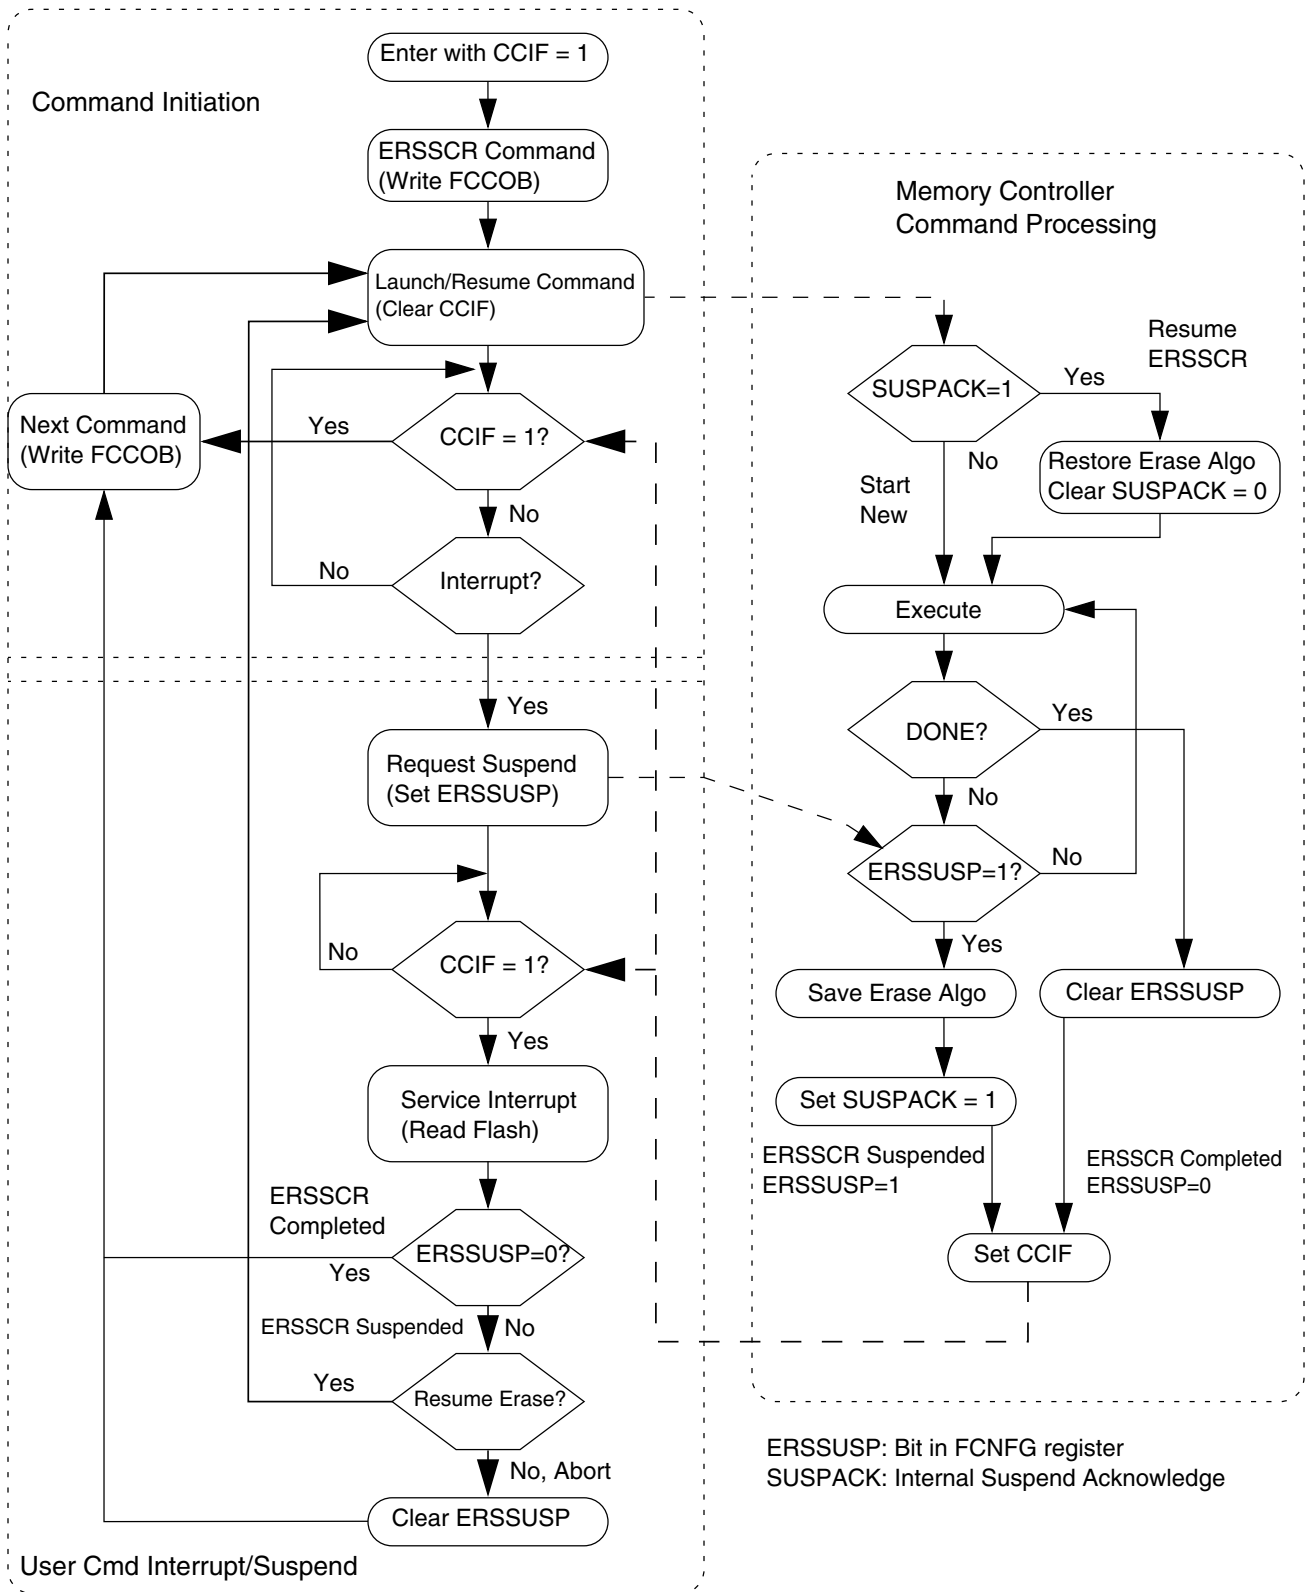 Enter with CCIF = 1
Command Initiation
ERSSCR Command
(Write FCCOB)
Launch/Resume Command
(Clear CCIF)
Next Command
(Write FCCOB)
Yes
CCIF = 1?
No
No
Interrupt?
Yes
Request Suspend
(Set ERSSUSP)
No
CCIF = 1?
Yes
Service Interrupt
(Read Flash)
ERSSCR
Completed
ERSSUSP=0?
Yes
ERSSCR Suspended
No
Yes
Resume Erase?
No, Abort
Clear ERSSUSP
User Cmd Interrupt/Suspend
Memory Controller
Command Processing
Resume
ERSSCR
SUSPACK=1
Yes
No
Restore Erase Algo
Clear SUSPACK = 0
Start
New
Execute
DONE?
Yes
No
ERSSUSP=1?
No
Yes
Save Erase Algo
Clear ERSSUSP
Set SUSPACK = 1
ERSSCR Suspended
ERSSUSP=1
ERSSCR Completed
ERSSUSP=0
Set CCIF
ERSSUSP: Bit in FCNFG register
SUSPACK: Internal Suspend Acknowledge